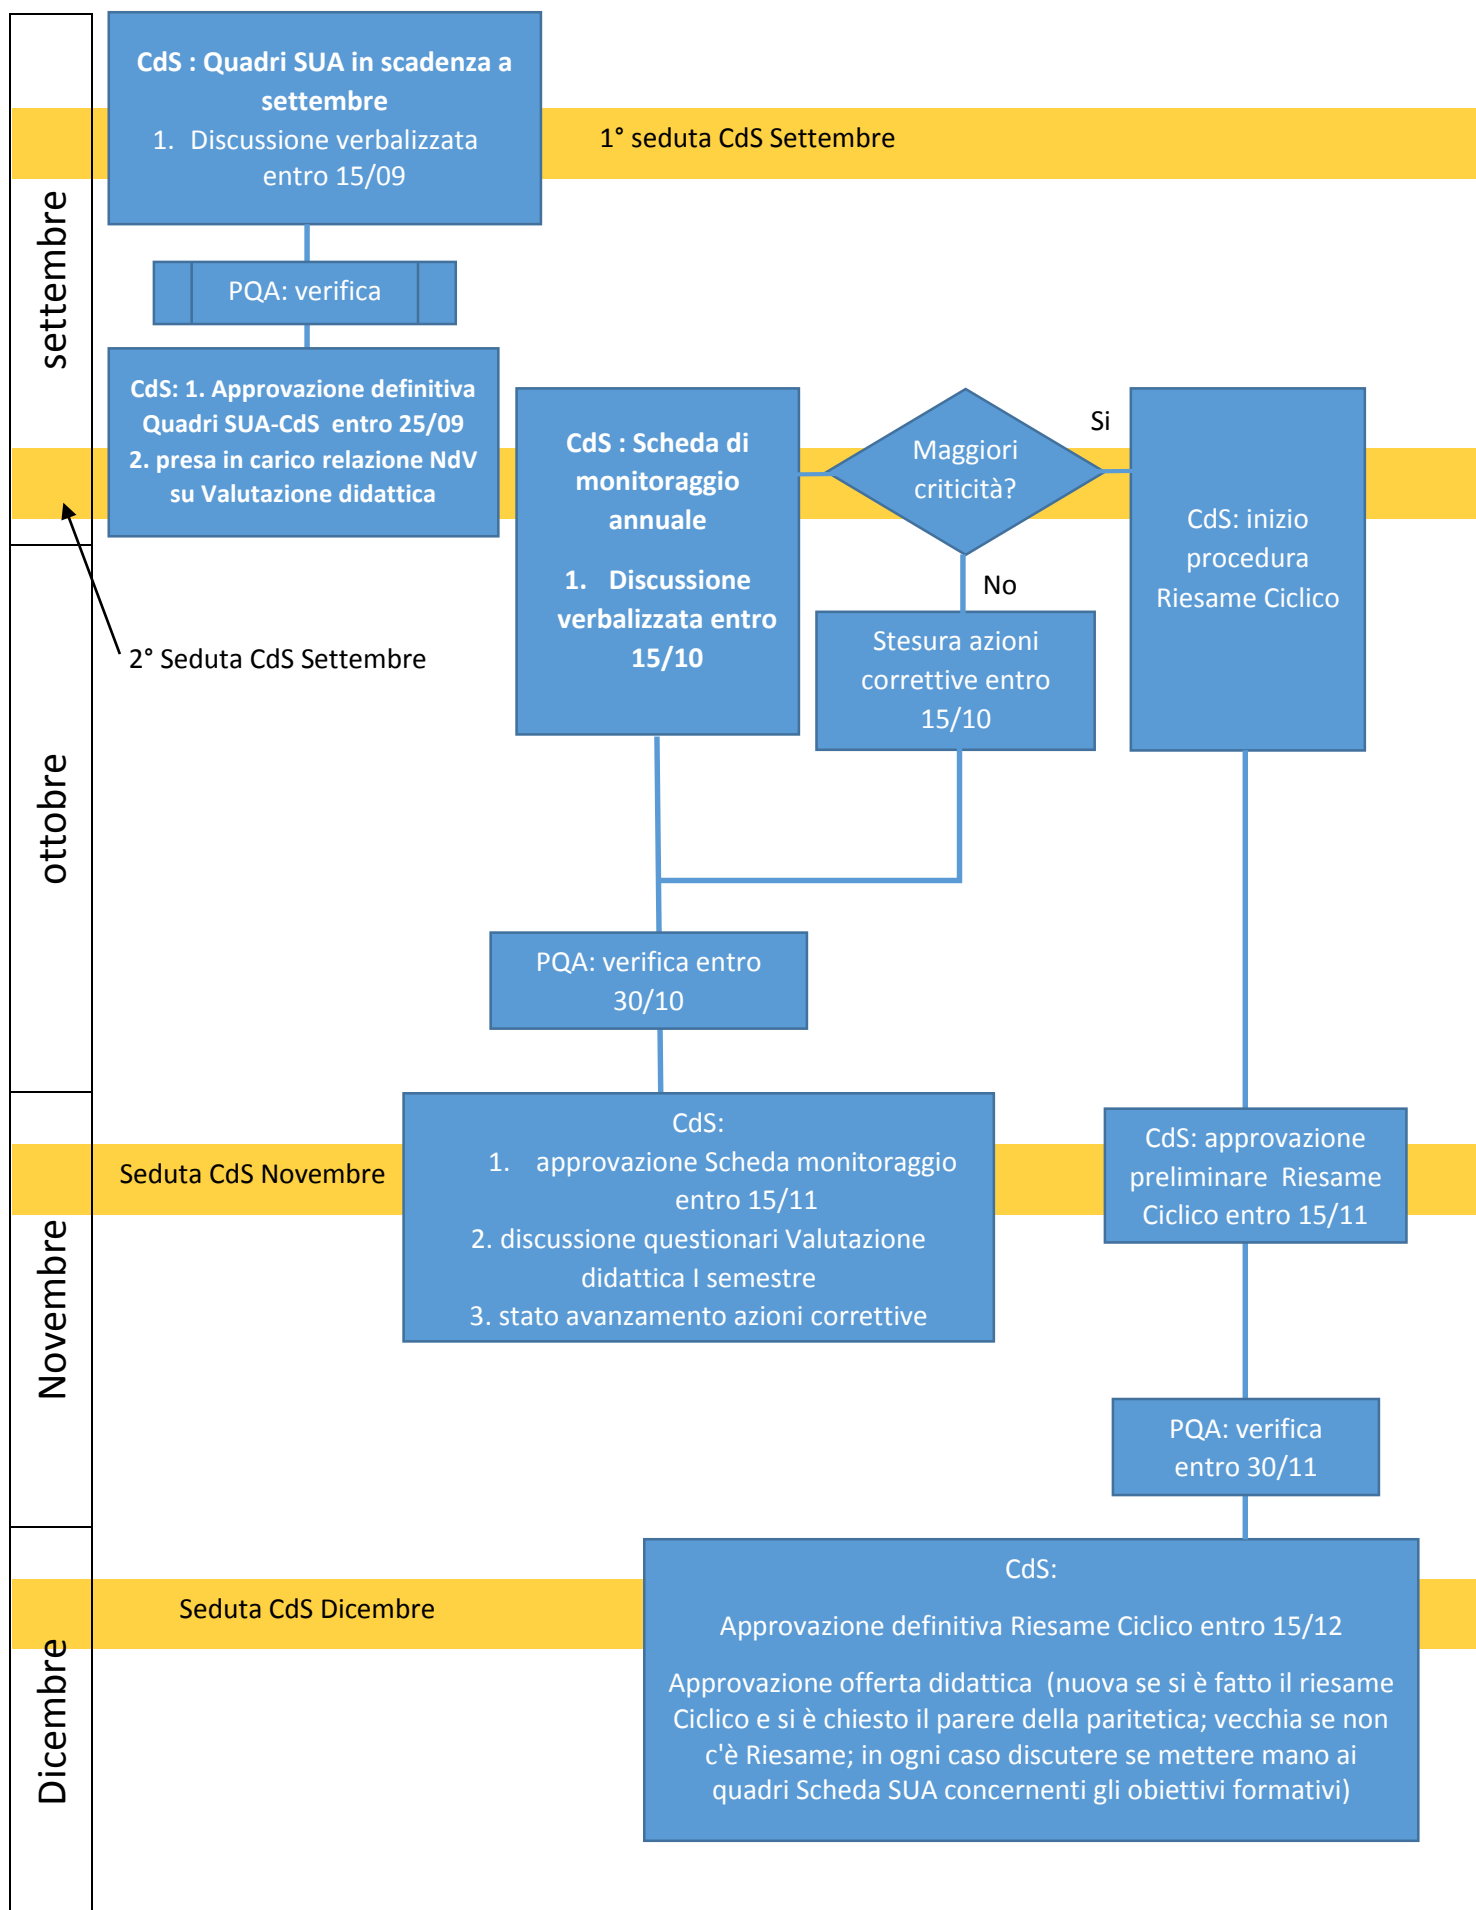 settembre
CdS : Quadri SUA in scadenza a
settembre
1. Discussione verbalizzata
entro 15/09
1° seduta CdS Settembre
PQA: verifica
CdS: 1. Approvazione definitiva
Quadri SUA-CdS entro 25/09
2. presa in carico relazione NdV
su Valutazione didattica
2° Seduta CdS Settembre
CdS : Scheda di
monitoraggio
annuale
1. Discussione
verbalizzata entro
15/10
Maggiori
criticità?
Si
No
CdS: inizio
procedura
Riesame Ciclico
Stesura azioni
correttive entro
15/10
ottobre
PQA: verifica entro
30/10
Novembre
Seduta CdS Novembre
CdS:
1. approvazione Scheda monitoraggio
entro 15/11
2. discussione questionari Valutazione
didattica I semestre
3. stato avanzamento azioni correttive
CdS: approvazione
preliminare Riesame
Ciclico entro 15/11
PQA: verifica
entro 30/11
Dicembre
Seduta CdS Dicembre
CdS:
Approvazione definitiva Riesame Ciclico entro 15/12
Approvazione offerta didattica (nuova se si è fatto il riesame
Ciclico e si è chiesto il parere della paritetica; vecchia se non
c'è Riesame; in ogni caso discutere se mettere mano ai
quadri Scheda SUA concernenti gli obiettivi formativi)